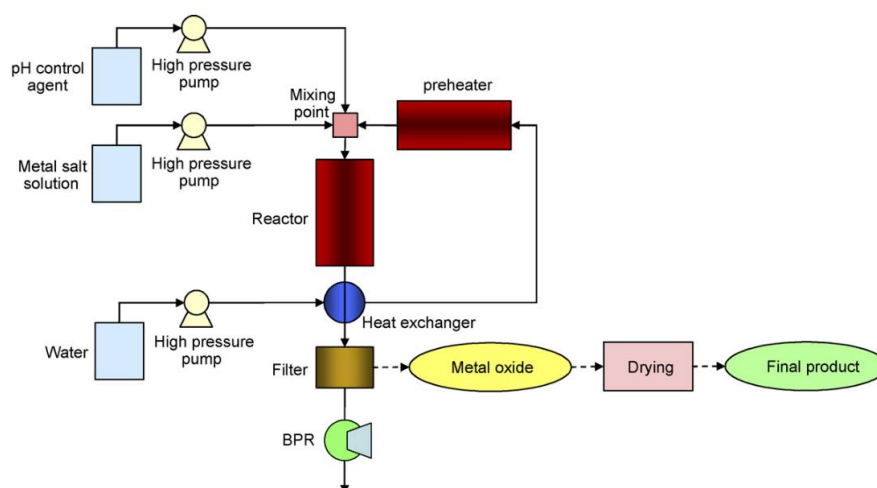 pH control
agent
High pressure
pump
Mixing
point
preheater
Metal salt
solution
High pressure
pump
Reactor
Water
High pressure
pump
Heat exchanger
Filter
Metal oxide
Drying
Final product
BPR